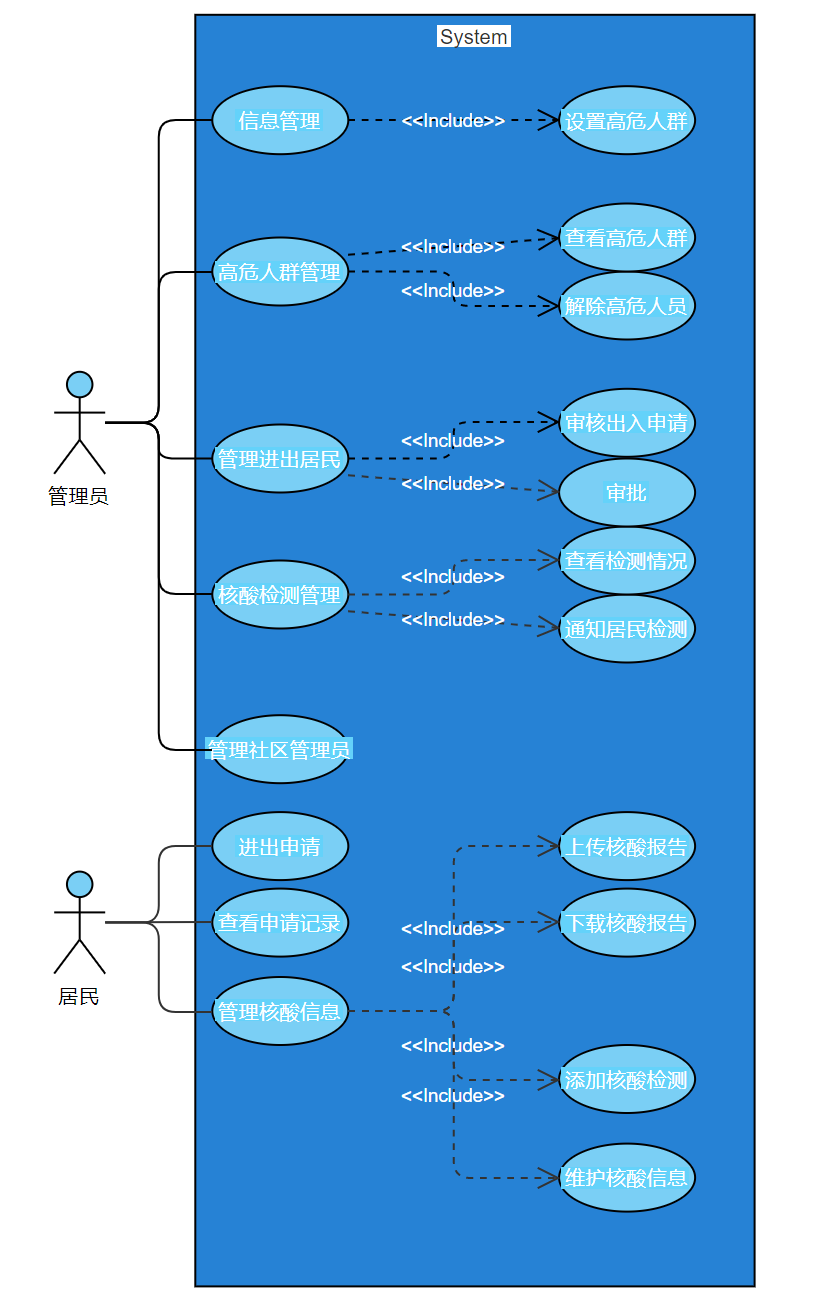 System
信息管理
<<Include>>
设置高危人群
高危人群管理
<<Include>>
查看高危人群
<<Include>>
解除高危人员
管理员
管理进出居民
<<Include>>
审核出入申请
<<Include>>
审批
核酸检测管理
<<Include>>
查看检测情况
<<Include>>
通知居民检测
管理社区管理员
居民
进出申请
上传核酸报告
查看申请记录
<<Include>>
下载核酸报告
<<Include>>
管理核酸信息
<<Include>>
添加核酸检测
<<Include>>
维护核酸信息